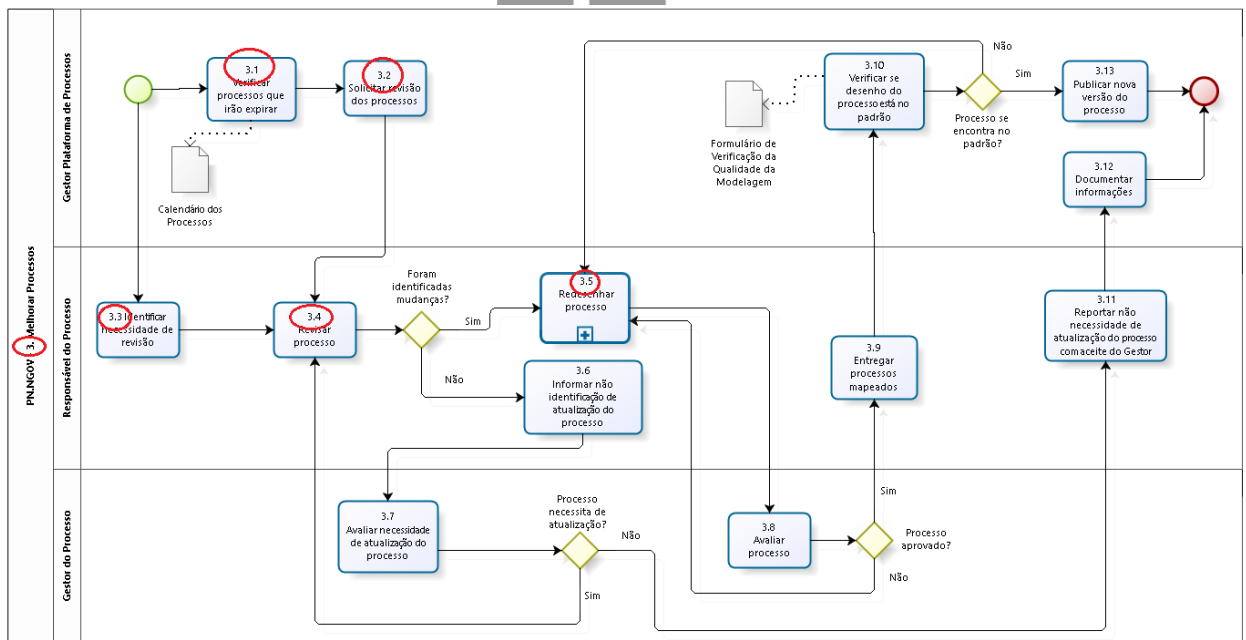 PN.NGOV 3. Melhorar Processos
Gestor Plataforma de Processos
3.1
Verificar
processos que
irão expirar
3.2
Solicitar revisão
dos processos
Calendário dos
Processos
Formulário de
Verificação da
Qualidade da
Modelagem
3.10
Verificar se
desenho do
processo está no
padrão
Não
Sim
Processo se
encontra no
padrão?
3.13
Publicar nova
versão do
processo
3.12
Documentar
informações
Responsável do Processo
3.3 Identificar
necessidade de
revisão
3.4
Revisar
processo
Foram
identificadas
mudanças?
Sim
Não
3.5
Redesenhar
processo
3.6
Informar não
identificação de
atualização do
processo
3.9
Entregar
processos
mapeados
3.11
Reportar não
necessidade de
atualização do processo
com aceite do Gestor
Gestor do Processo
3.7
Avaliar necessidade
de atualização do
processo
Processo
necessita de
atualização?
Não
Sim
3.8
Avaliar
processo
Sim
Processo
aprovado?
Não